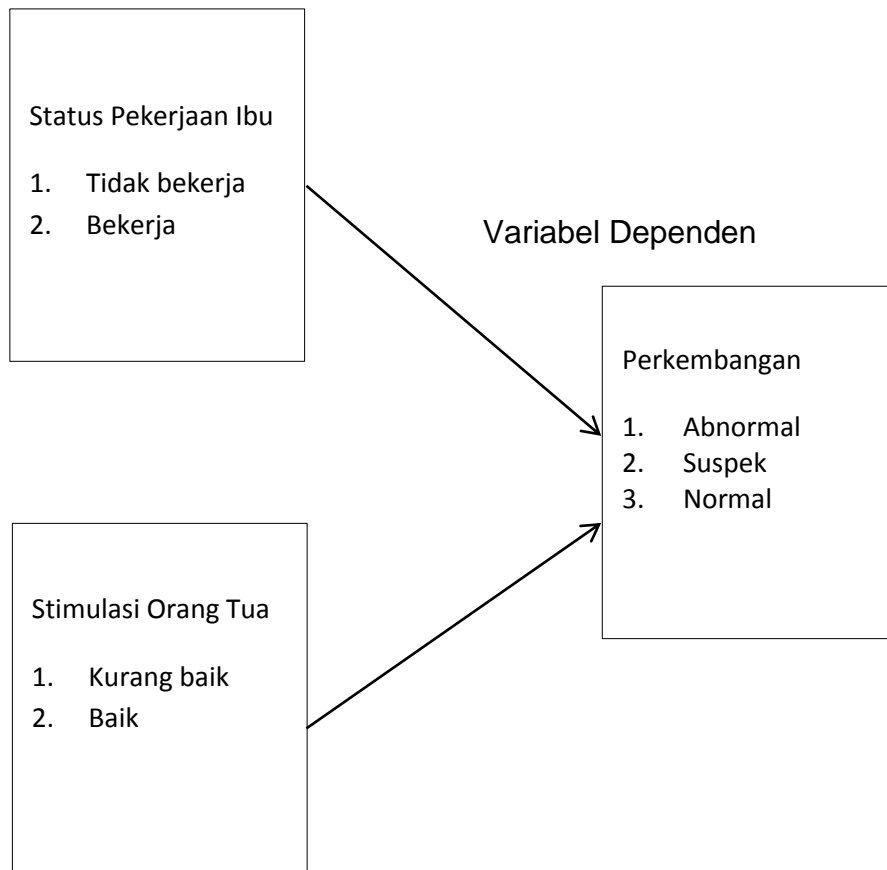 Status Pekerjaan Ibu
1. Tidak bekerja
2. Bekerja
Variabel Dependen
Perkembangan
1. Abnormal
2. Suspek
3. Normal
Stimulasi Orang Tua
1. Kurang baik
2. Baik